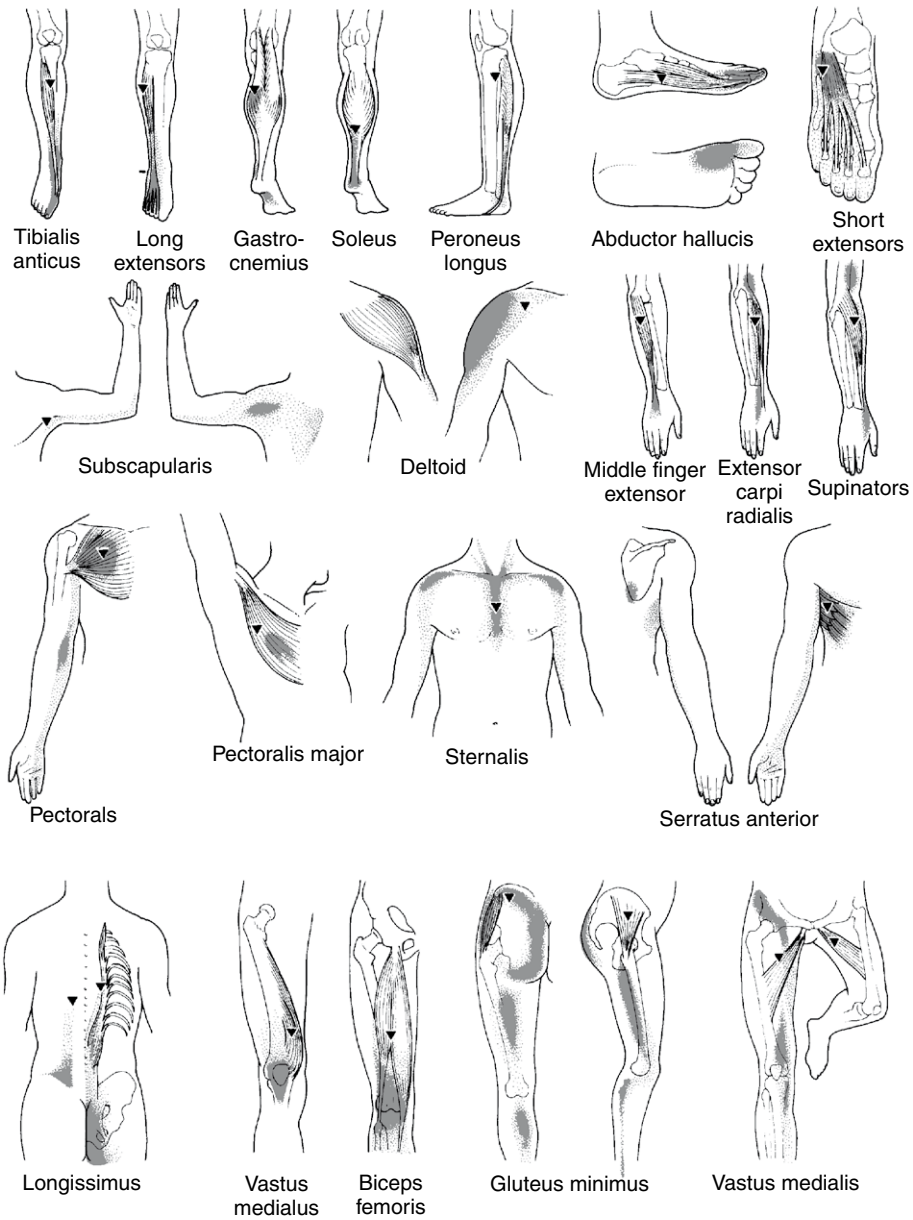 Tibialis
anticus
Long
extensors
Gastro-
cnemius
Soleus
Peroneus
longus
Abductor hallucis
Short
extensors
Subscapularis
Deltoid
Middle finger
extensor
Extensor
carpi
radialis
Supinators
Pectorals
Pectoralis major
Sternalis
Serratus anterior
Longissimus
Vastus
medialus
Biceps
femoris
Gluteus minimus
Vastus medialis